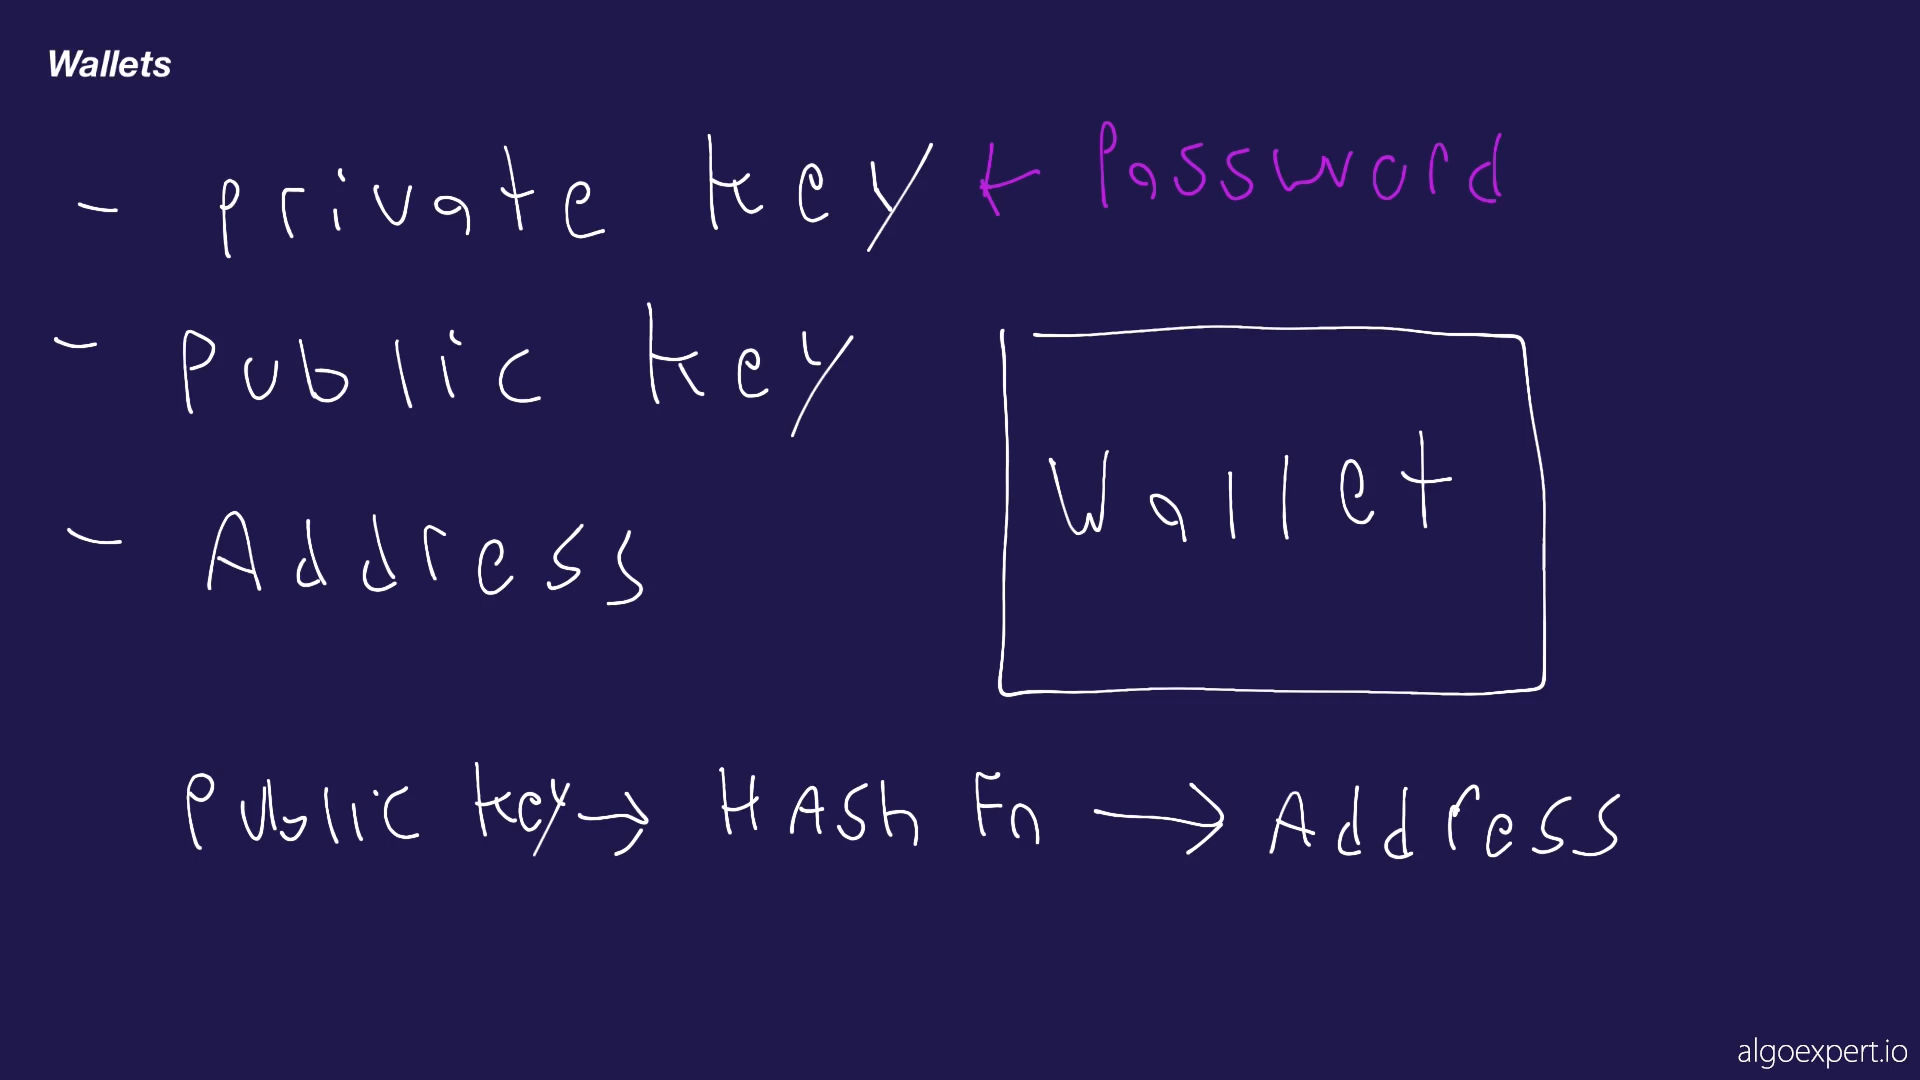 Wallets
- Private Key ← Password
- Public Key
- Address
Wallet
Public Key → HAsh Fn → Address
algoexpert.io